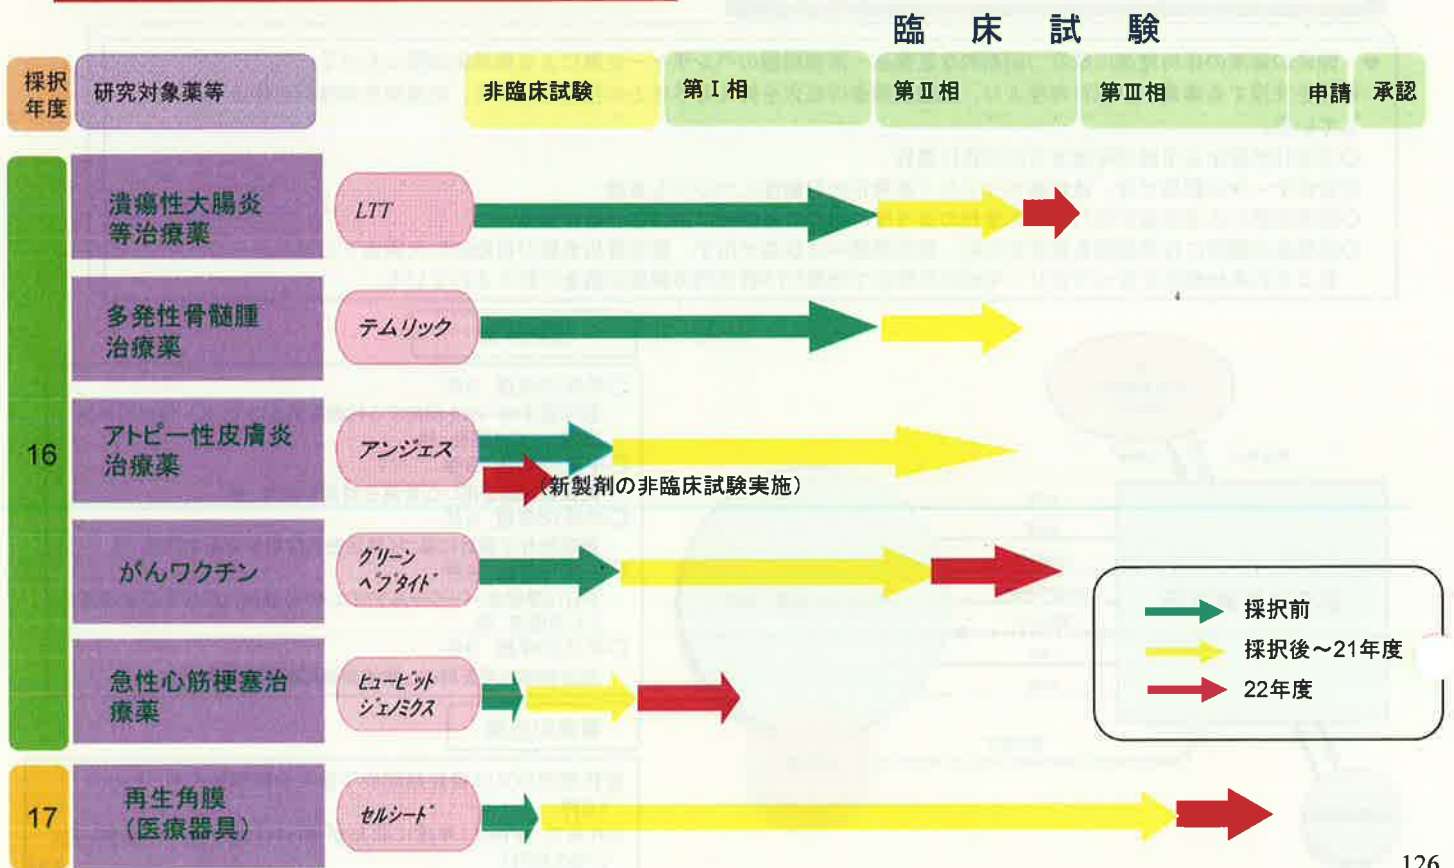 臨床試験
採択
年度
研究対象薬等
非臨床試験
第Ⅰ相
第Ⅱ相
第Ⅲ相
申請
承認
16
潰瘍性大腸炎
等治療薬
LTT
多発性骨髄腫
治療薬
テムリック
アトピー性皮膚炎
治療薬
アンジェス
(新製剤の非臨床試験実施)
がんワクチン
グリーン
ペプタイド
急性心筋梗塞治
療薬
ヒュービット
ジェノミクス
採択前
採択後～21年度
22年度
17
再生角膜
(医療器具)
セルシード
126